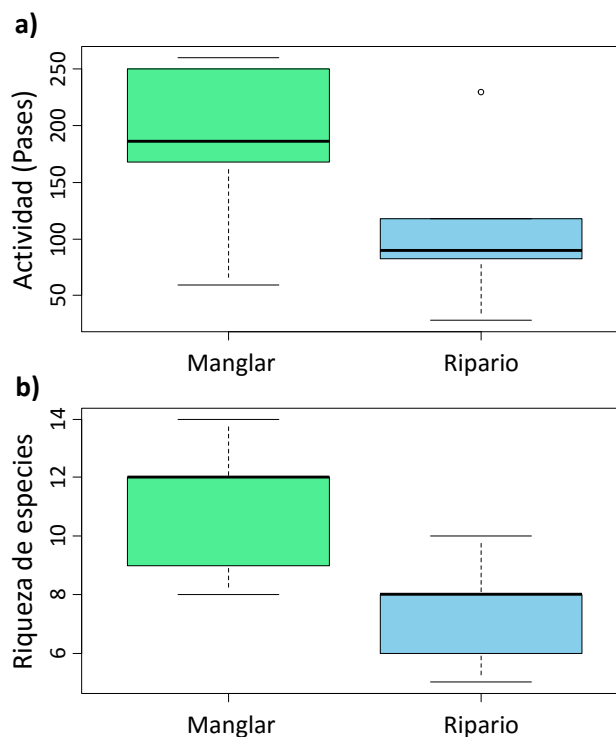 a)
Actividad (Pases)
250
200
150
100
50
Manglar Ripario
b)
Riqueza de especies
14
12
10
8
6
Manglar Ripario